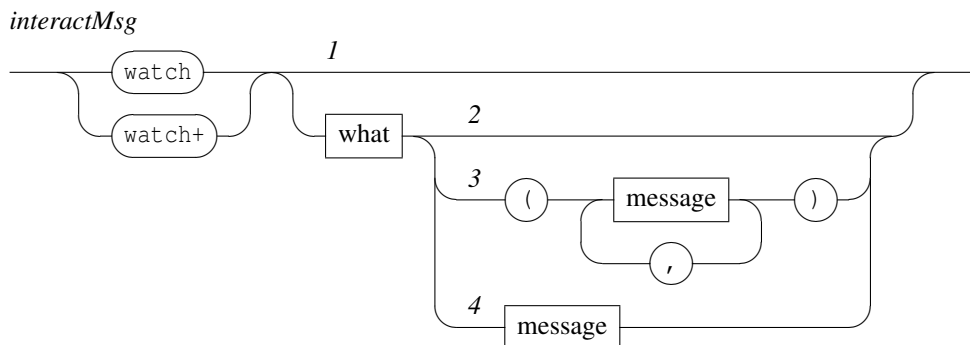 interactMsg
1
watch
2
watch+
what
3
( message )
,
4
message